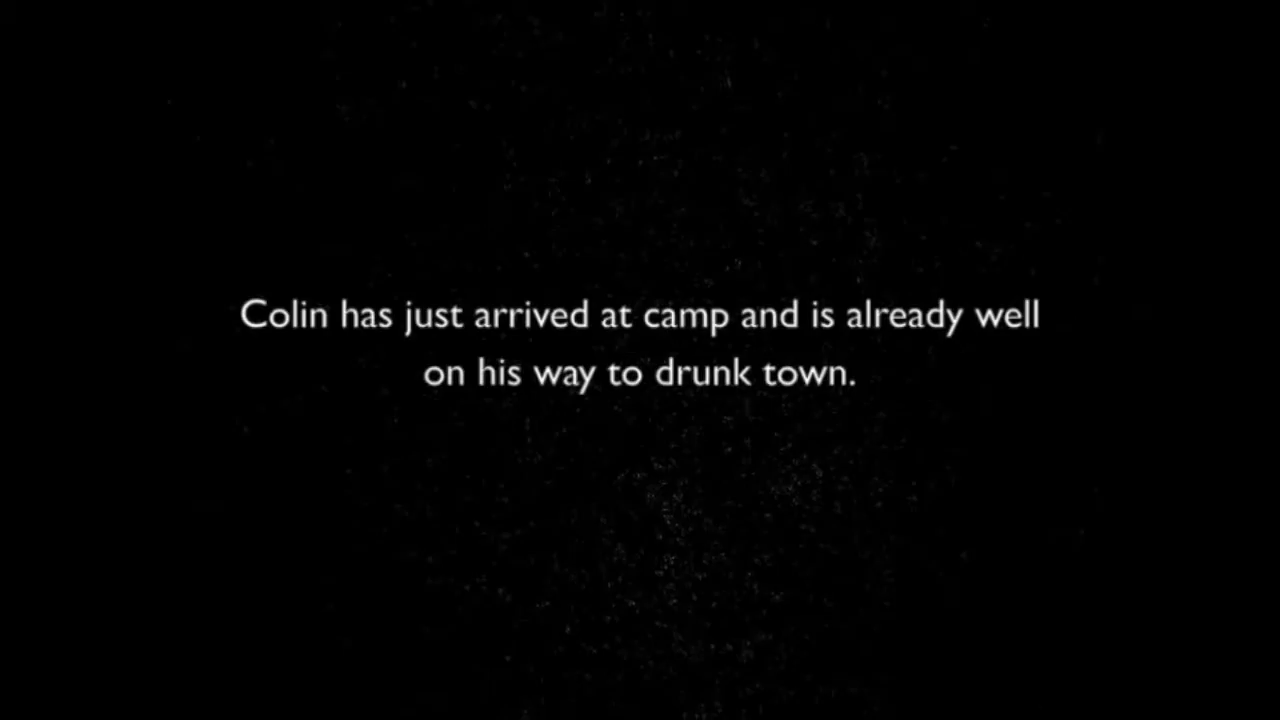 Colin has just arrived at camp and is already well
on his way to drunk town.